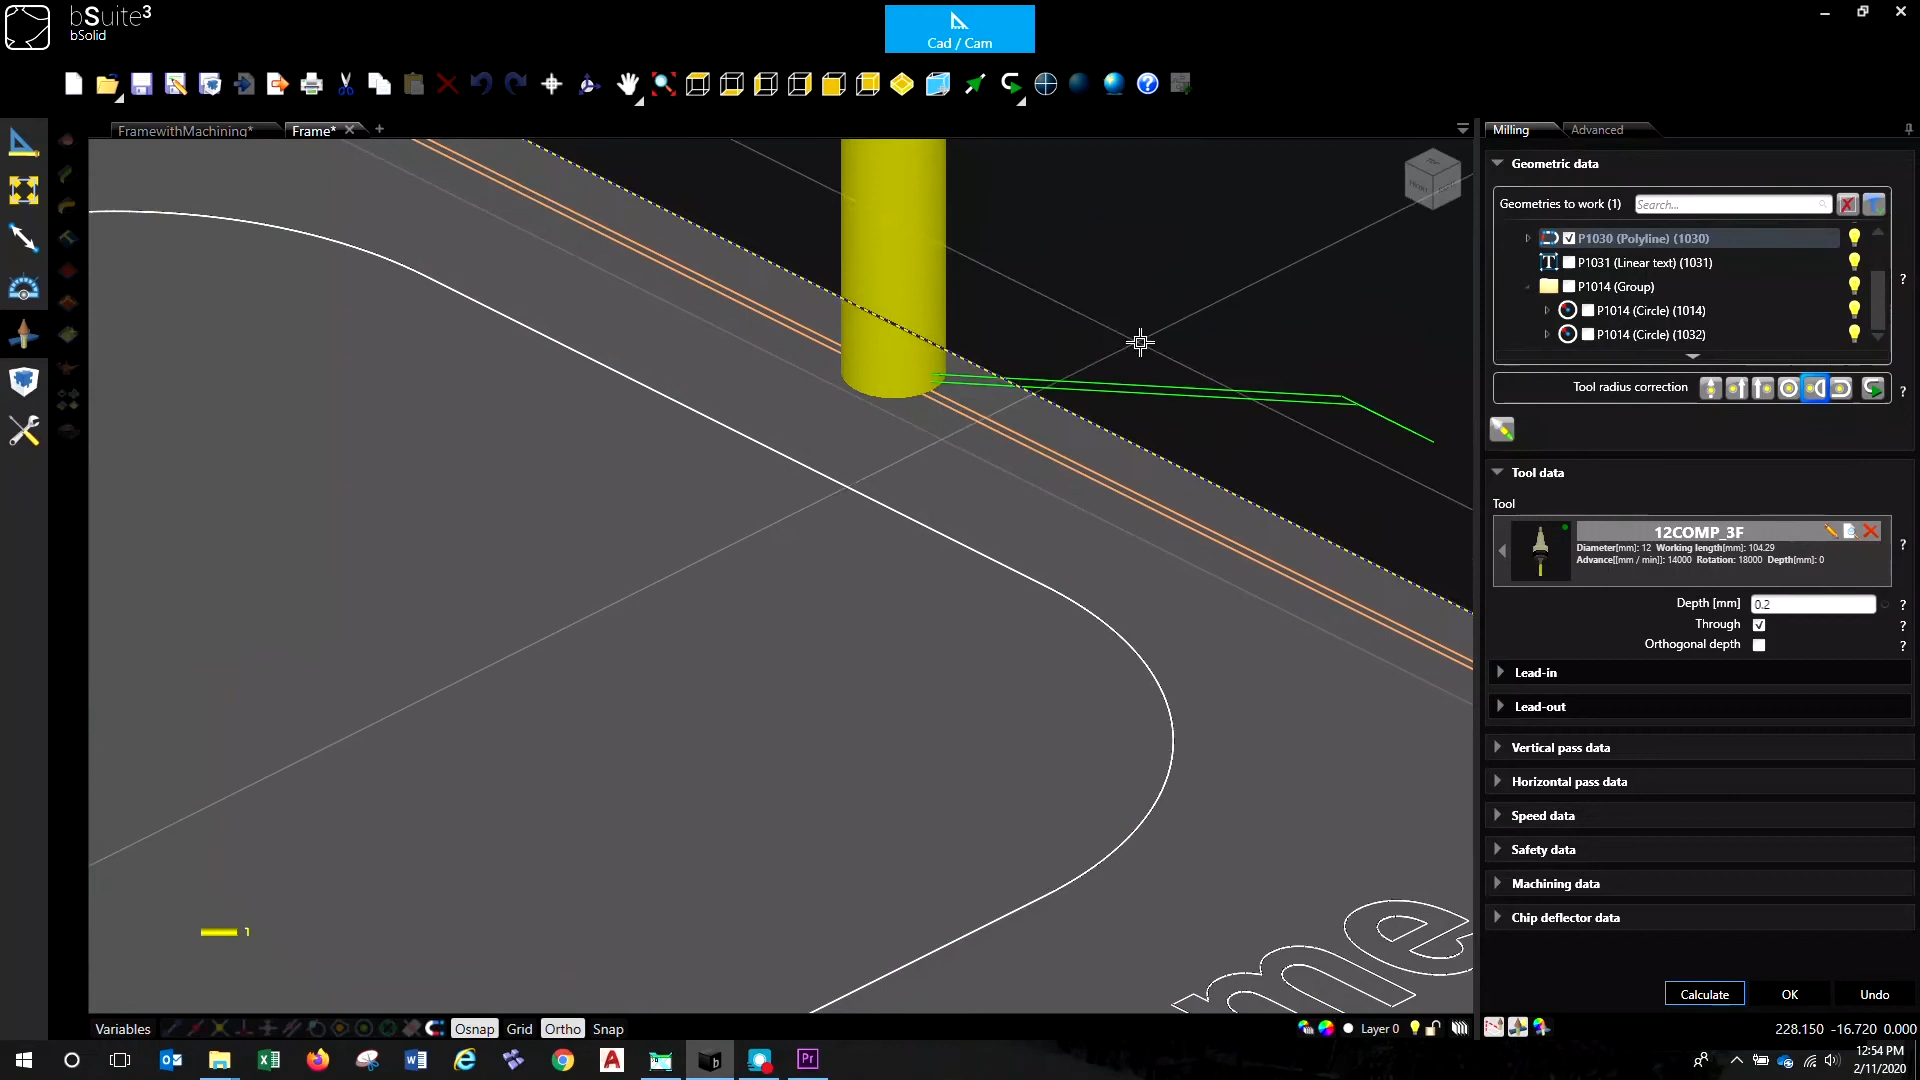 bSuite³
bSolid
Cad / Cam
FramewithMachining*
Frame*
Milling
Advanced
Geometric data
Geometries to work (1)
Search...
P1030 (Polyline) (1030)
P1031 (Linear text) (1031)
P1014 (Group)
P1014 (Circle) (1014)
P1014 (Circle) (1032)
Tool radius correction
Tool data
Tool
12COMP_3F
Diameter[mm]: 12 Working length[mm]: 104.29
Advance[[mm / min]]: 14000 Rotation: 18000 Depth[mm]: 0
Depth [mm]
0.2
Through
Orthogonal depth
Lead-in
Lead-out
Vertical pass data
Horizontal pass data
Speed data
Safety data
Machining data
Chip deflector data
1
me
Calculate
OK
Undo
Variables
Osnap
Grid
Ortho
Snap
Layer 0
228.150 -16.720 0.000
12:54 PM
2/11/2020